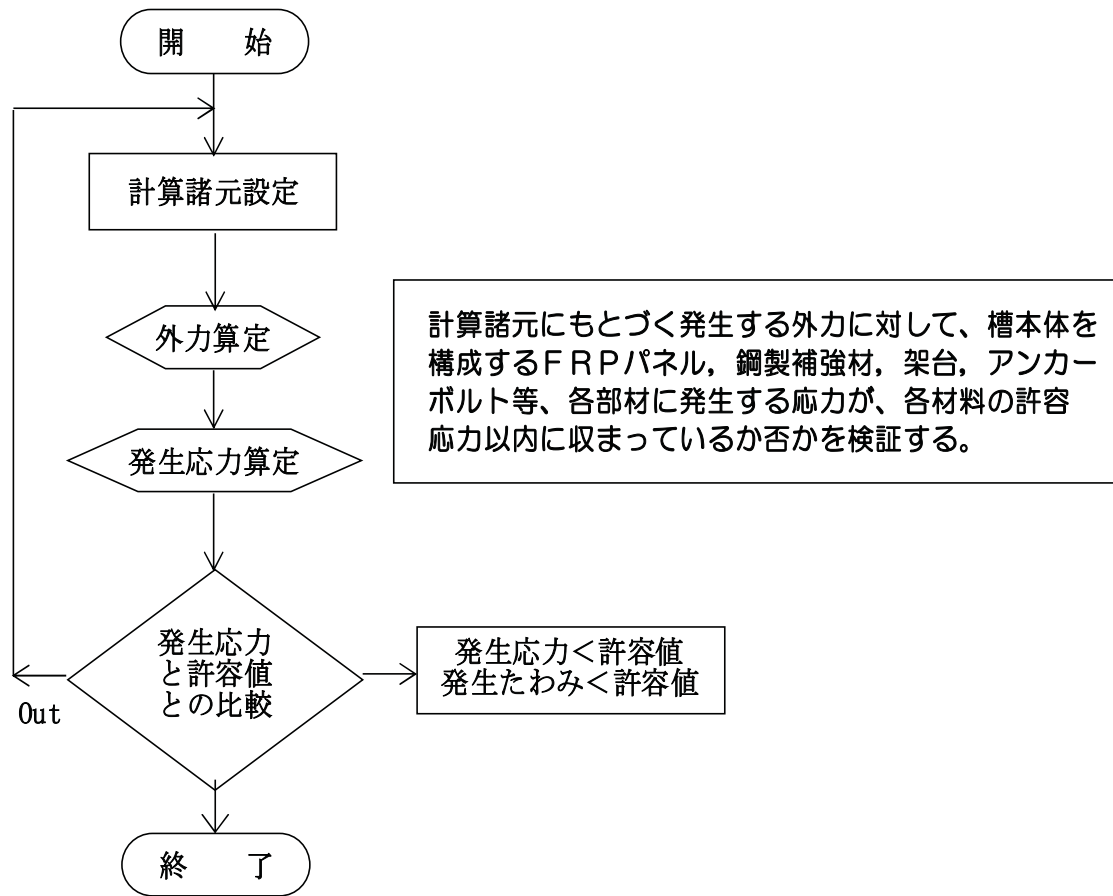 開　　始
計算諸元設定
外力算定
計算諸元にもとづく発生する外力に対して、槽本体を
構成するＦＲＰパネル，鋼製補強材，架台，アンカー
ボルト等、各部材に発生する応力が、各材料の許容
応力以内に収まっているか否かを検証する。
発生応力算定
発生応力
と許容値
との比較
発生応力＜許容値
発生たわみ＜許容値
Out
終　　了